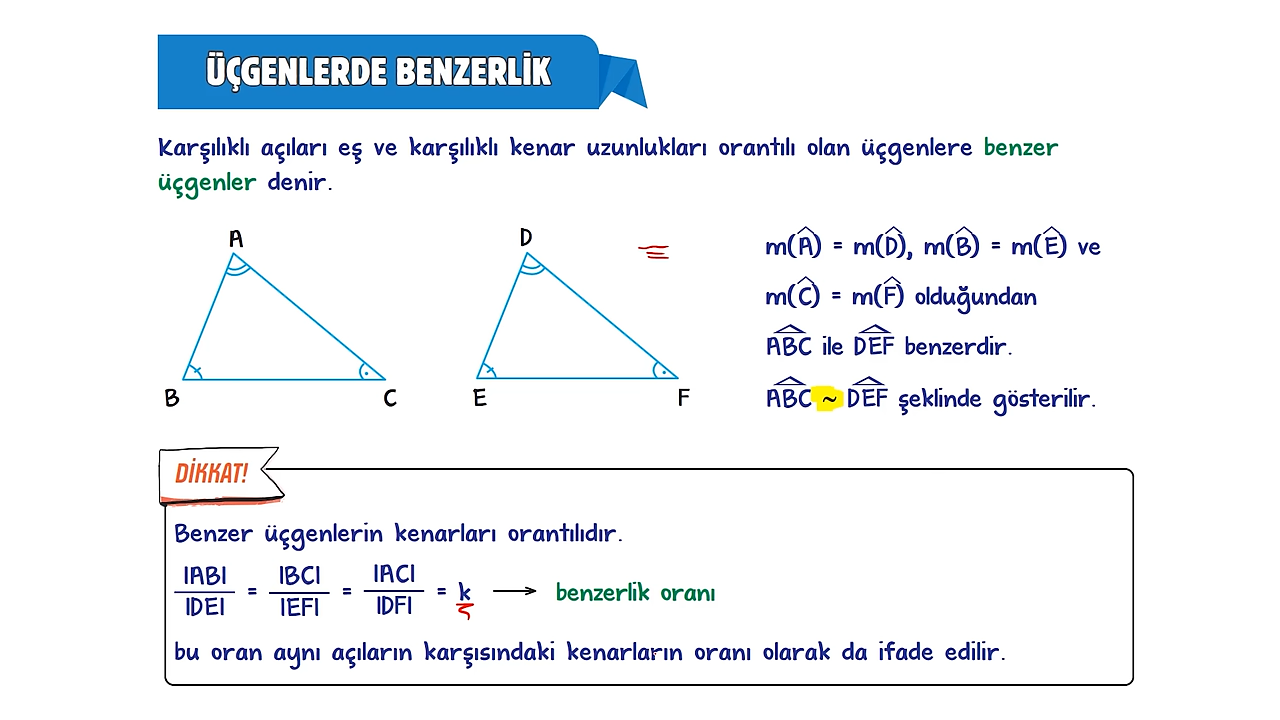 ÜÇGENLERDE BENZERLİK
Karşılıklı açıları eş ve karşılıklı kenar uzunlukları orantılı olan üçgenlere benzer
üçgenler denir.
A
B
C
D
E
F
m(Â) = m(D̂), m(B̂) = m(Ê) ve
m(Ĉ) = m(F̂) olduğundan
ABC ile DEF benzerdir.
ABC ~ DEF şeklinde gösterilir.
DİKKAT!
Benzer üçgenlerin kenarları orantılıdır.
|AB|/|DE| = |BC|/|EF| = |AC|/|DF| = k → benzerlik oranı
bu oran aynı açıların karşısındaki kenarların oranı olarak da ifade edilir.